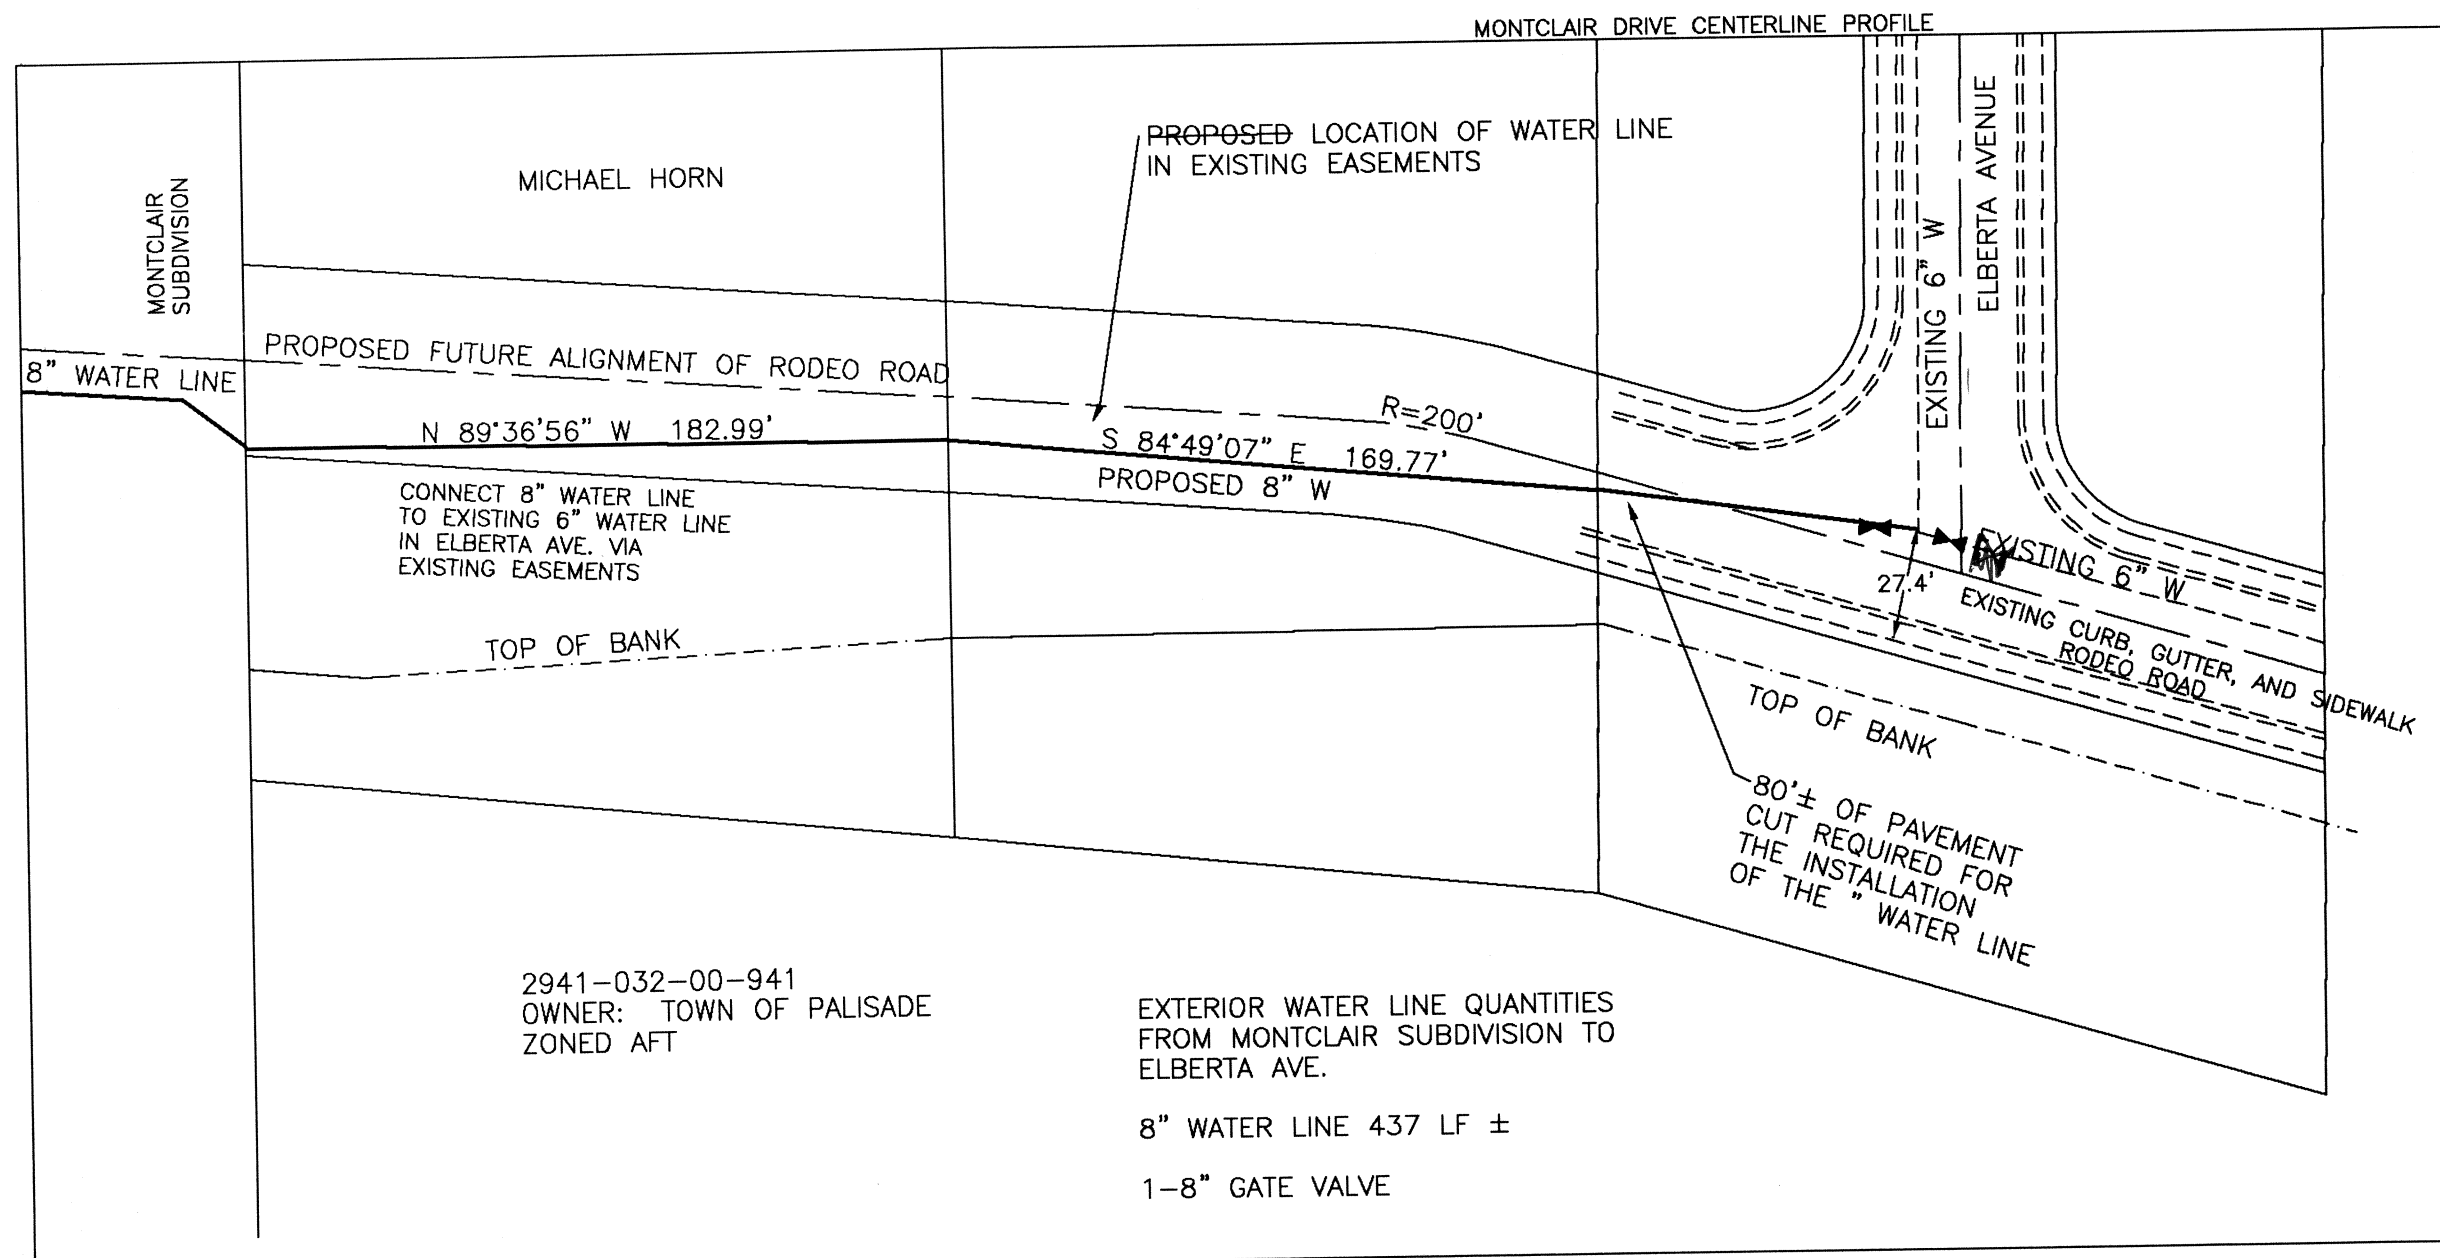 MONTCLAIR DRIVE CENTERLINE PROFILE
MONTCLAIR
SUBDIVISION
MICHAEL HORN
PROPOSED LOCATION OF WATER LINE
IN EXISTING EASEMENTS
EXISTING 6" W
ELBERTA AVENUE
PROPOSED FUTURE ALIGNMENT OF RODEO ROAD
8" WATER LINE
N 89°36'56" W 182.99'
R=200'
S 84°49'07" E 169.77'
PROPOSED 8" W
CONNECT 8" WATER LINE
TO EXISTING 6" WATER LINE
IN ELBERTA AVE. VIA
EXISTING EASEMENTS
EXISTING 6" W
27.4'
EXISTING CURB, GUTTER, AND SIDEWALK
RODEO ROAD
TOP OF BANK
TOP OF BANK
80'± OF PAVEMENT
CUT REQUIRED FOR
THE INSTALLATION
OF THE " WATER LINE
2941-032-00-941
OWNER: TOWN OF PALISADE
ZONED AFT
EXTERIOR WATER LINE QUANTITIES
FROM MONTCLAIR SUBDIVISION TO
ELBERTA AVE.
8" WATER LINE 437 LF ±
1-8" GATE VALVE